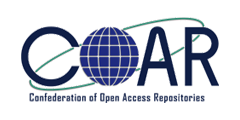 COAR
Confederation of Open Access Repositories